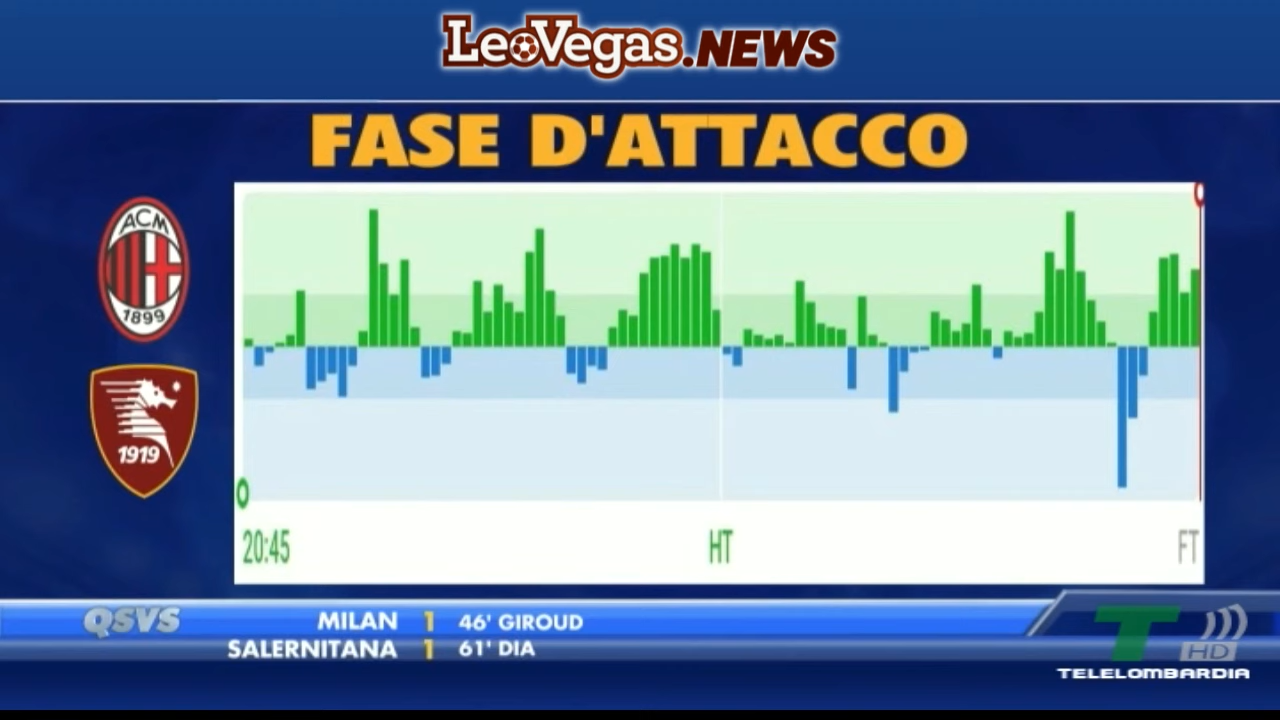 LeoVegas.NEWS
FASE D'ATTACCO
ACM
1899
1919
20:45 HT FT
QSVS MILAN 1 46' GIROUD
SALERNITANA 1 61' DIA
T HD
TELELOMBARDIA